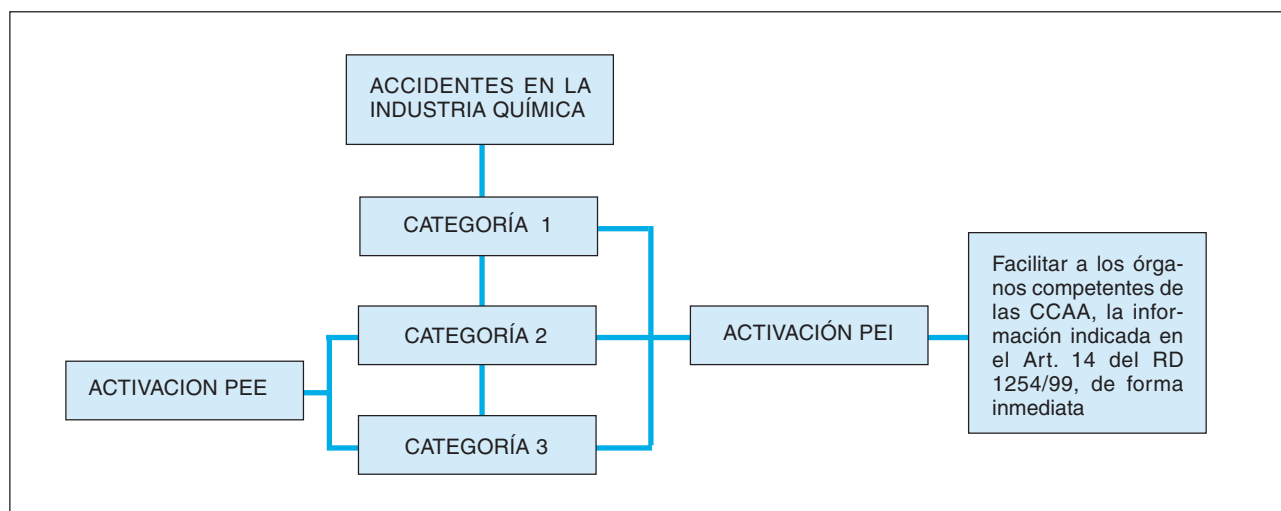 ACCIDENTES EN LA
INDUSTRIA QUÍMICA
CATEGORÍA 1
CATEGORÍA 2
CATEGORÍA 3
ACTIVACION PEE
ACTIVACIÓN PEI
Facilitar a los órga-
nos competentes de
las CCAA, la infor-
mación indicada en
el Art. 14 del RD
1254/99, de forma
inmediata